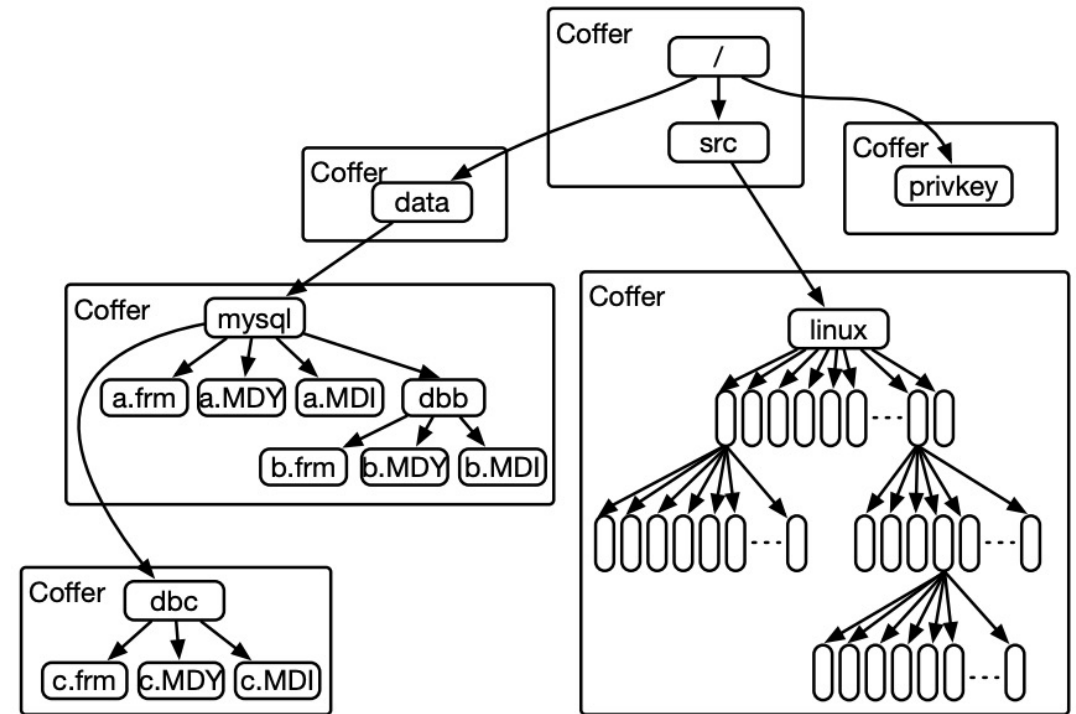 Coffer
/
src
Coffer
privkey
Coffer
data
Coffer
mysql
a.frm a.MDY a.MDI dbb
b.frm b.MDY b.MDI
Coffer
linux
Coffer
dbc
c.frm c.MDY c.MDI